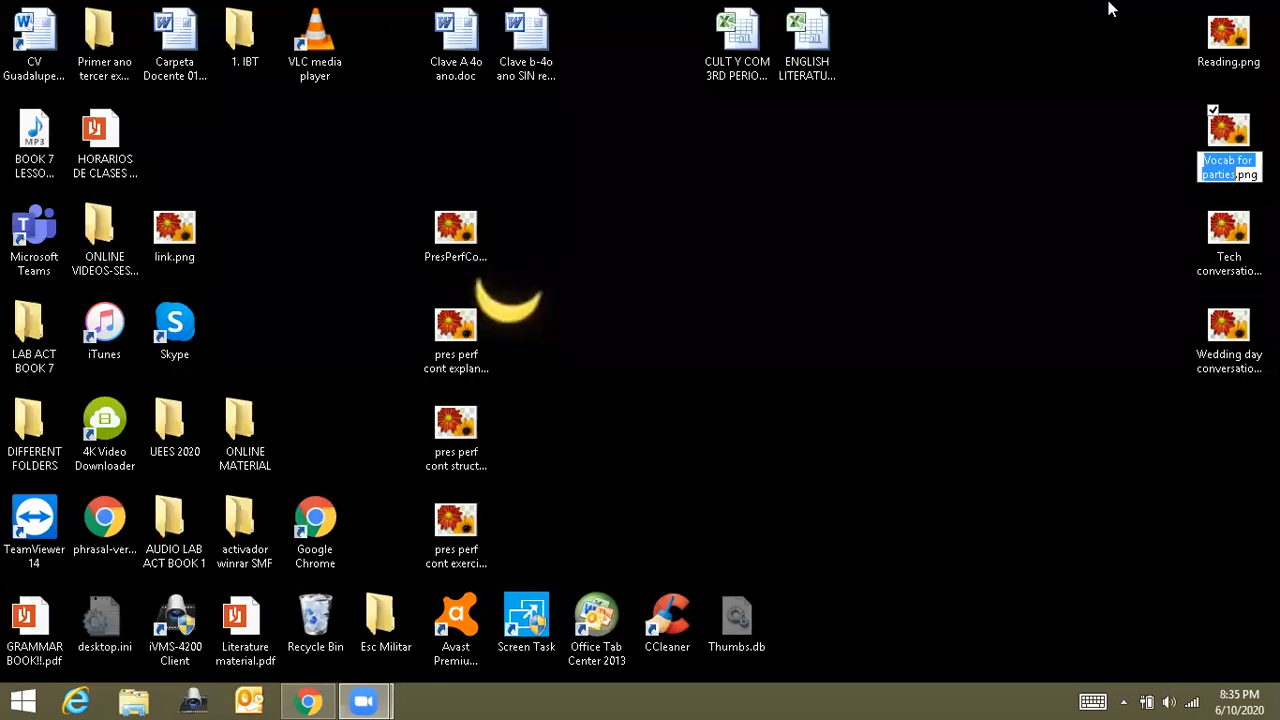 CV
Guadalupe...
Primer ano
tercer ex...
Carpeta
Docente 01...
1. IBT
VLC media
player
Clave A 4o
ano.doc
Clave b-4o
ano SIN re...
CULT Y COM
3RD PERIO...
ENGLISH
LITERATU...
Reading.png
MP3
BOOK 7
LESSO...
HORARIOS
DE CLASES ...
Vocab for
parties.png
Microsoft
Teams
ONLINE
VIDEOS-SES...
link.png
PresPerfCo...
Tech
conversatio...
LAB ACT
BOOK 7
iTunes
Skype
pres perf
cont explan...
Wedding day
conversatio...
DIFFERENT
FOLDERS
4K Video
Downloader
UEES 2020
ONLINE
MATERIAL
pres perf
cont struct...
TeamViewer
14
phrasal-ver...
AUDIO LAB
ACT BOOK 1
activador
winrar SMF
Google
Chrome
pres perf
cont exerci...
GRAMMAR
BOOK!!.pdf
desktop.ini
iVMS-4200
Client
Literature
material.pdf
Recycle Bin
Esc Militar
Avast
Premiu...
Screen Task
Office Tab
Center 2013
CCleaner
Thumbs.db
8:35 PM
6/10/2020